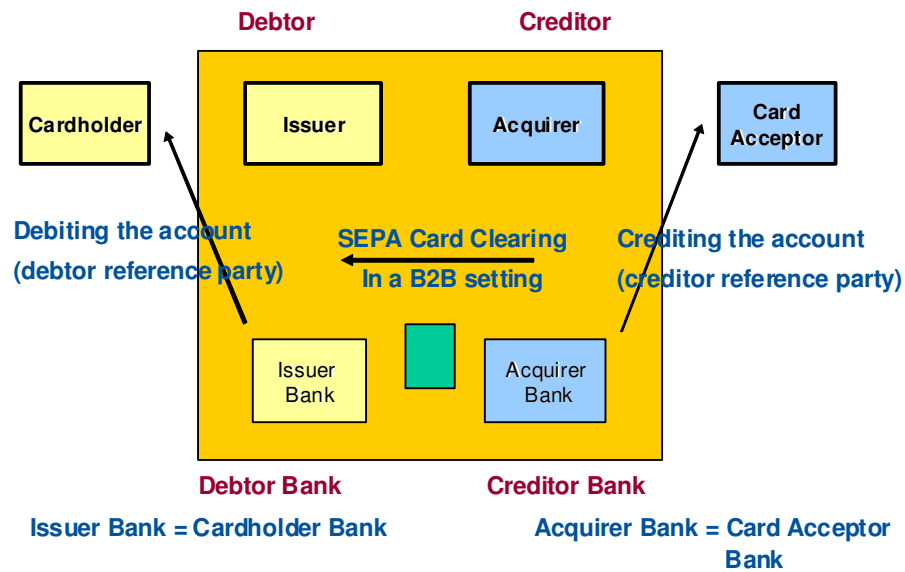 Debtor
Creditor
Cardholder
Issuer
Acquirer
Card
Acceptor
Debiting the account
(debtor reference party)
SEPA Card Clearing
In a B2B setting
Crediting the account
(creditor reference party)
Issuer
Bank
Acquirer
Bank
Debtor Bank
Creditor Bank
Issuer Bank = Cardholder Bank
Acquirer Bank = Card Acceptor
Bank